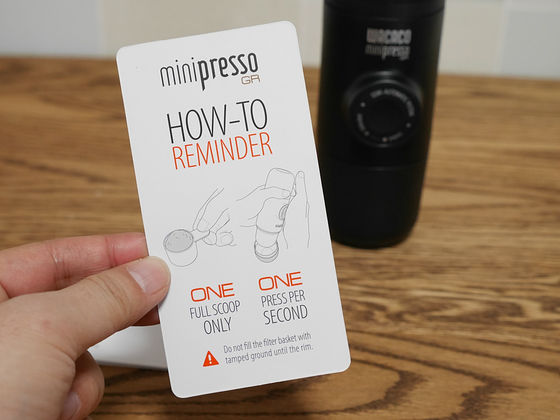 minipresso
GR
HOW-TO
REMINDER
ONE
FULL SCOOP
ONLY
ONE
PRESS PER
SECOND
Do not fill the filter basket with
tamped ground until the rim.
WACACO
minipresso